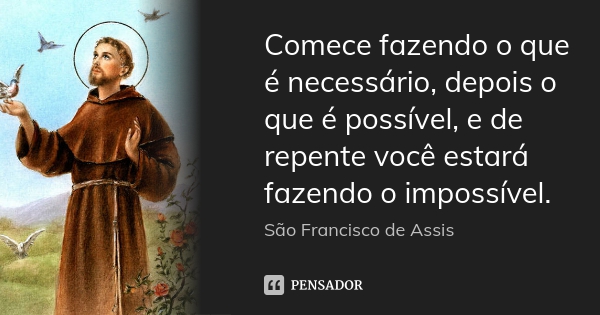 Comece fazendo o que
é necessário, depois o
que é possível, e de
repente você estará
fazendo o impossível.
São Francisco de Assis
PENSADOR